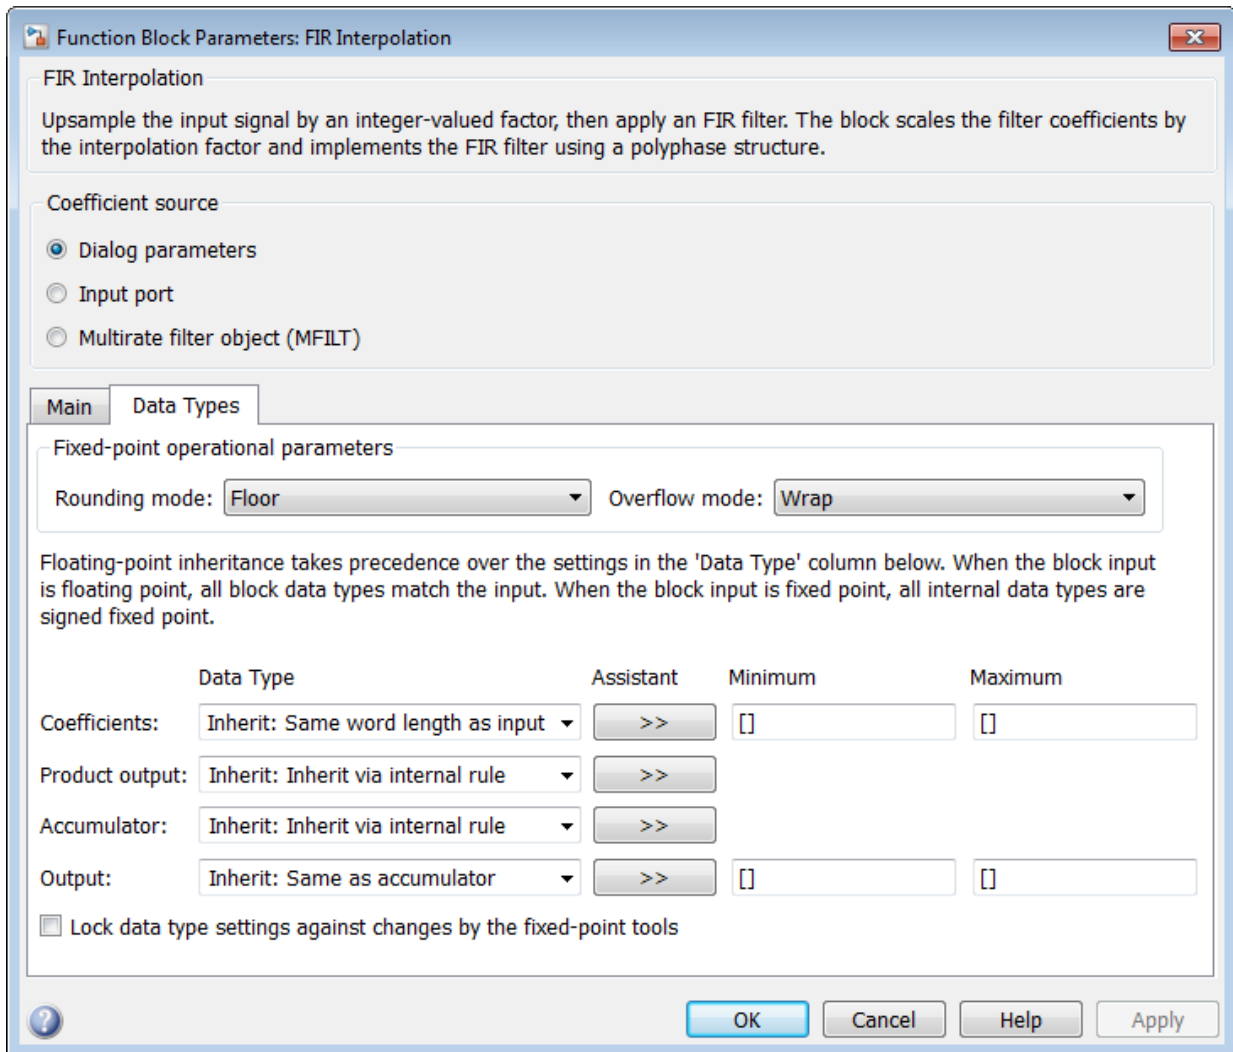 Function Block Parameters: FIR Interpolation
FIR Interpolation
Upsample the input signal by an integer-valued factor, then apply an FIR filter. The block scales the filter coefficients by
the interpolation factor and implements the FIR filter using a polyphase structure.
Coefficient source
Dialog parameters
Input port
Multirate filter object (MFILT)
Main Data Types
Fixed-point operational parameters
Rounding mode: Floor Overflow mode: Wrap
Floating-point inheritance takes precedence over the settings in the 'Data Type' column below. When the block input
is floating point, all block data types match the input. When the block input is fixed point, all internal data types are
signed fixed point.
Data Type Assistant Minimum Maximum
Coefficients: Inherit: Same word length as input >> [] []
Product output: Inherit: Inherit via internal rule >>
Accumulator: Inherit: Inherit via internal rule >>
Output: Inherit: Same as accumulator >> [] []
Lock data type settings against changes by the fixed-point tools
? OK Cancel Help Apply